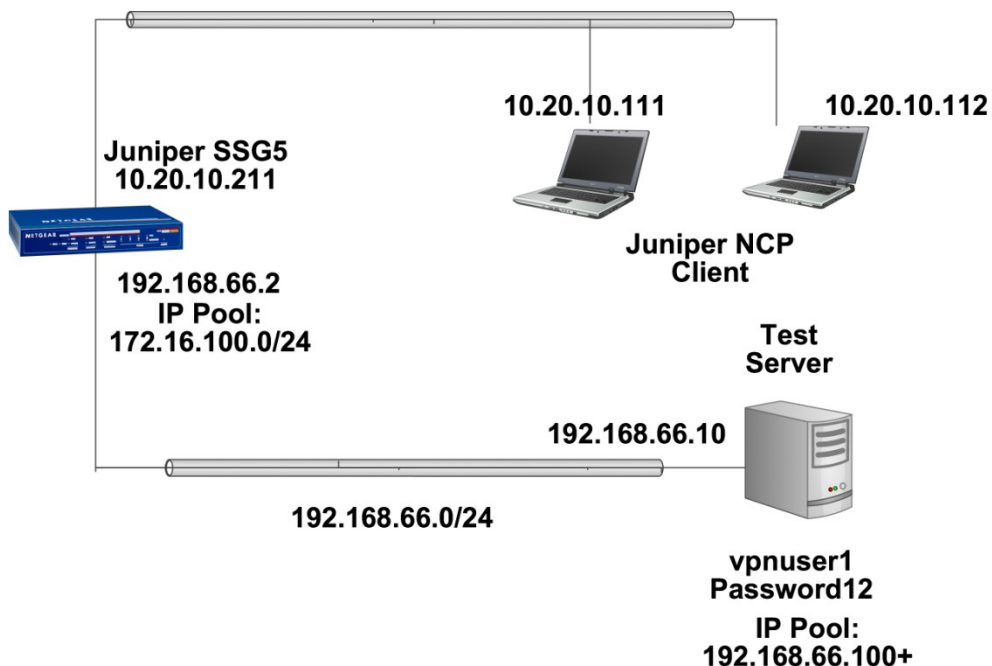 10.20.10.111
10.20.10.112
Juniper SSG5
10.20.10.211
NETGEAR
Juniper NCP
Client
192.168.66.2
IP Pool:
172.16.100.0/24
Test
Server
192.168.66.10
192.168.66.0/24
vpnuser1
Password12
IP Pool:
192.168.66.100+